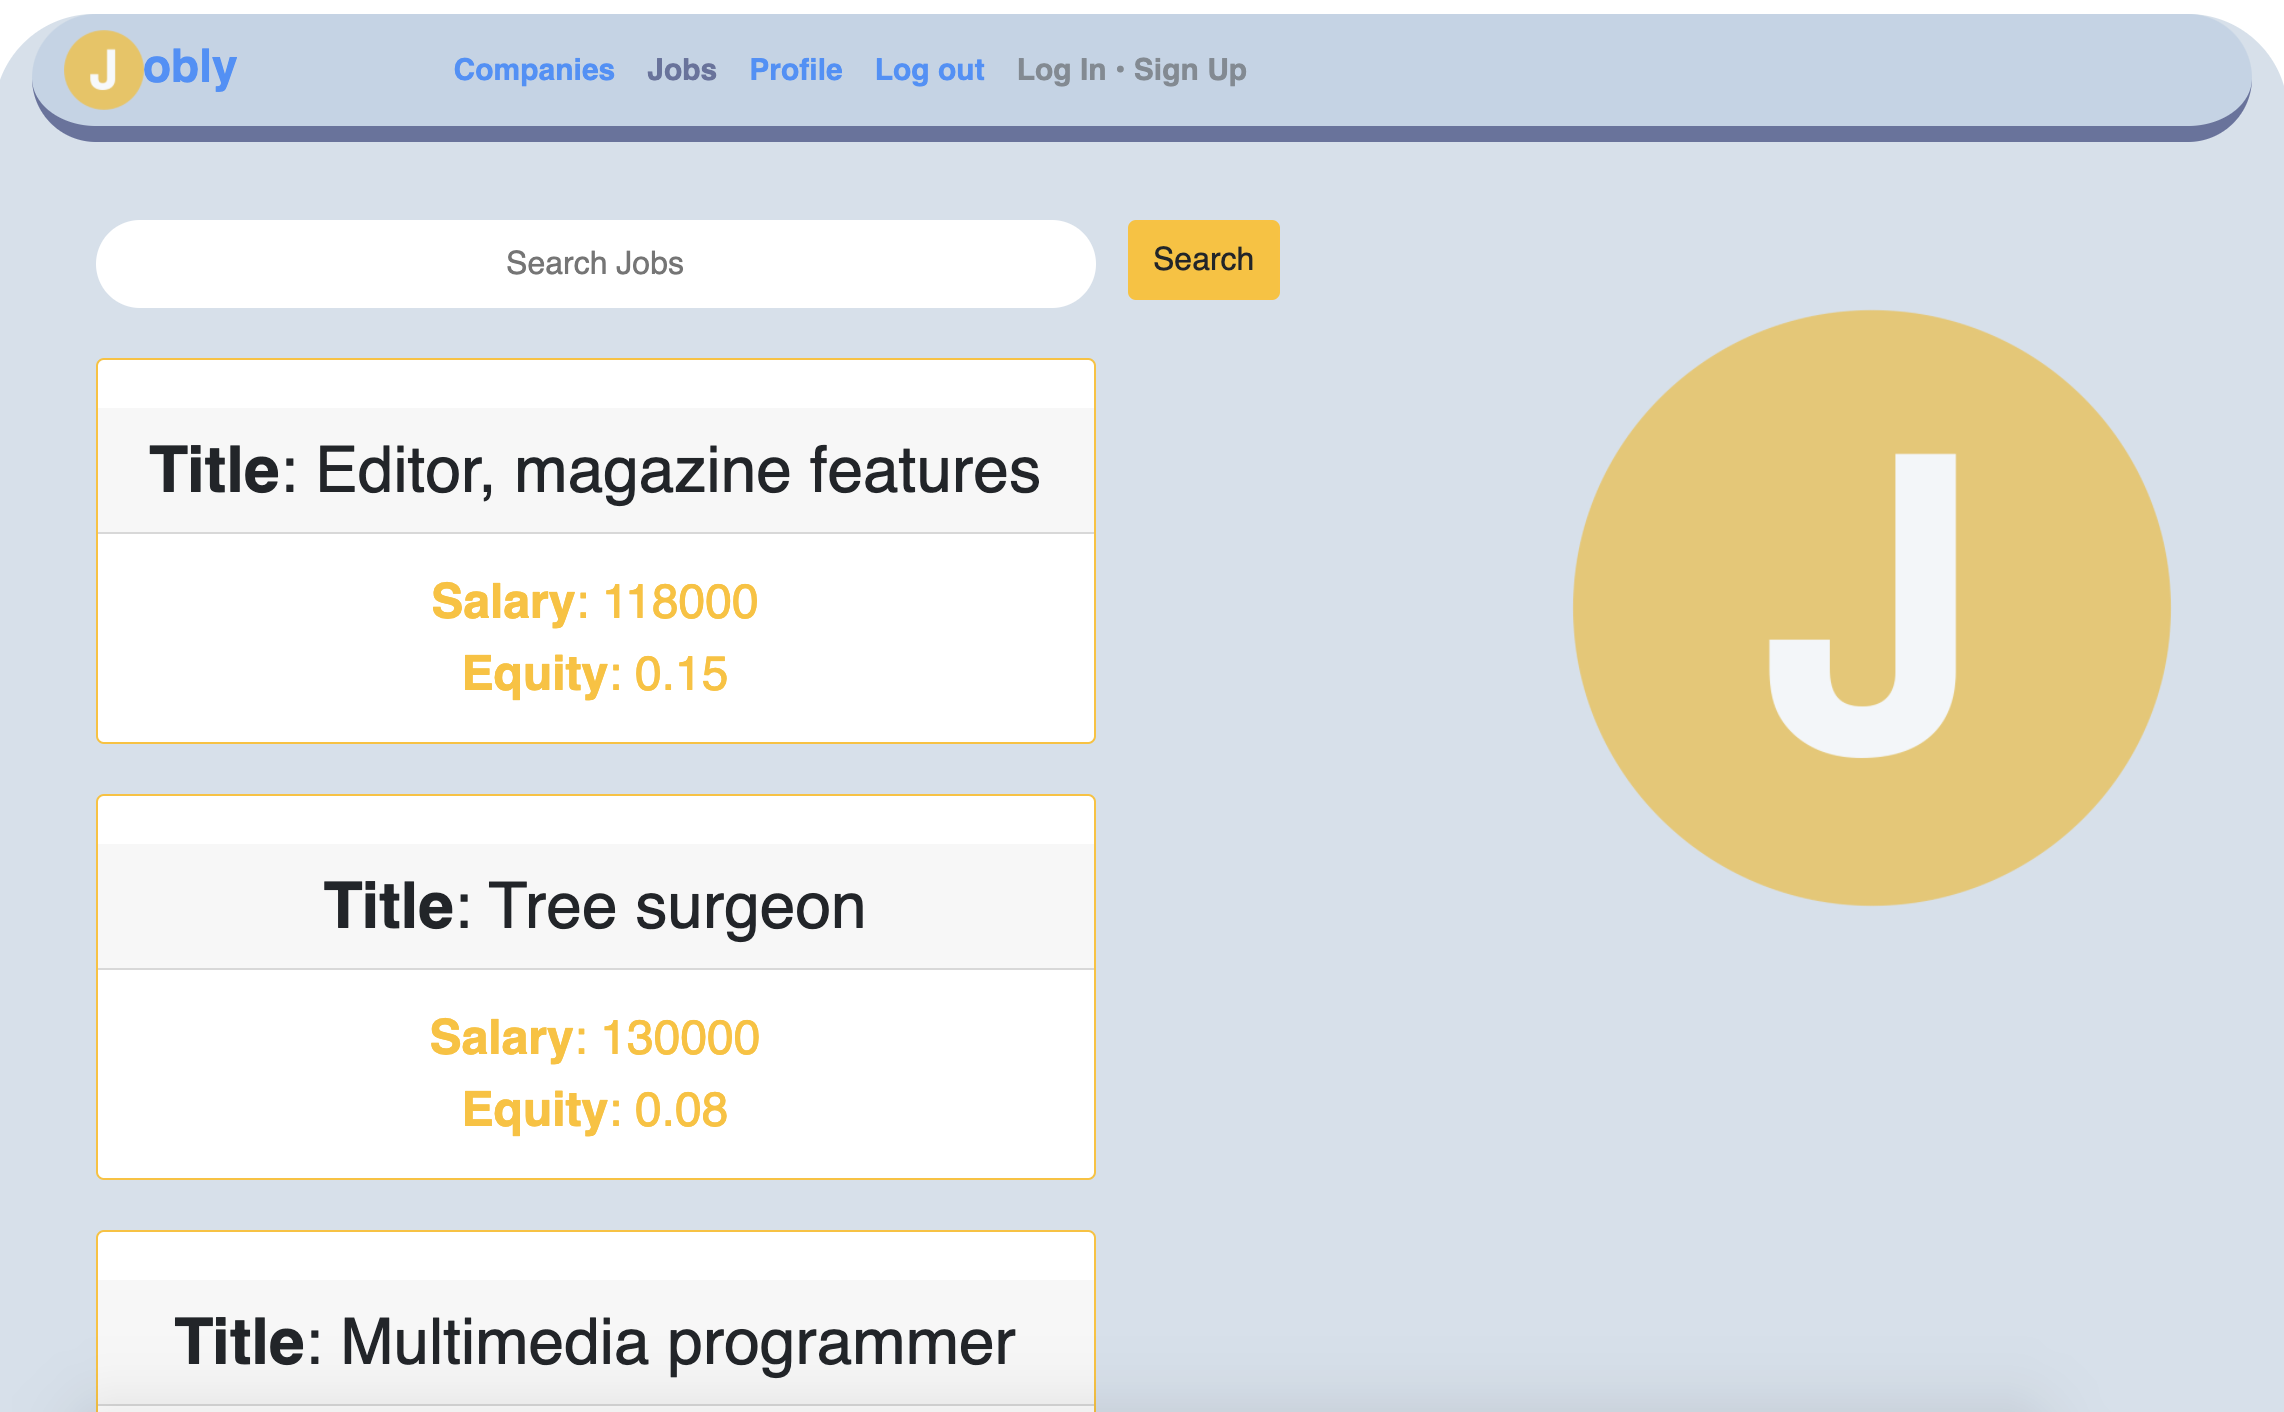 Jobly Companies Jobs Profile Log out Log In • Sign Up
Search Jobs Search
Title: Editor, magazine features
Salary: 118000
Equity: 0.15
J
Title: Tree surgeon
Salary: 130000
Equity: 0.08
Title: Multimedia programmer